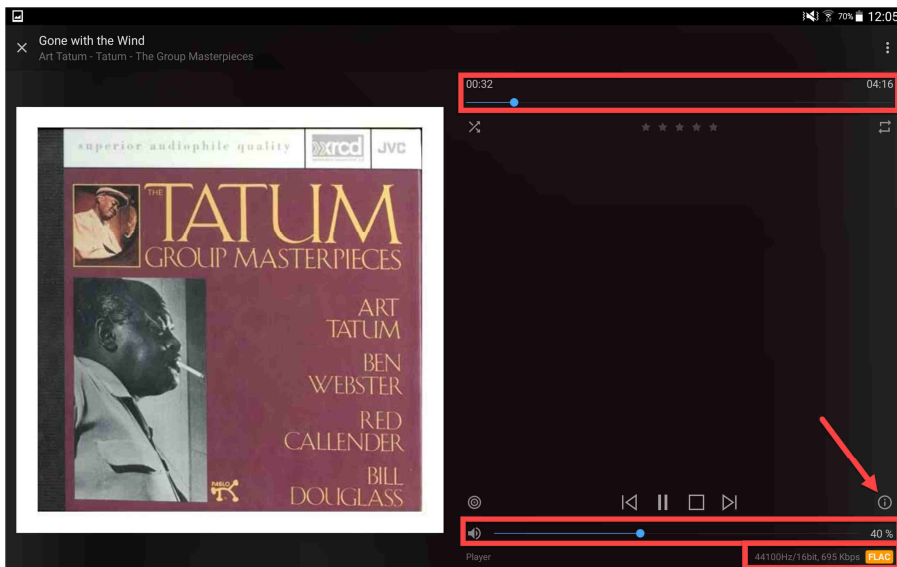 70% 12:05
Gone with the Wind
Art Tatum - Tatum - The Group Masterpieces
00:32 04:16
superior audiophile quality xrcd JVC
THE TATUM
GROUP MASTERPIECES
ART
TATUM
BEN
WEBSTER
RED
CALLENDER
BILL
DOUGLASS
PABLO
40 %
Player 44100Hz/16bit, 695 Kbps FLAC